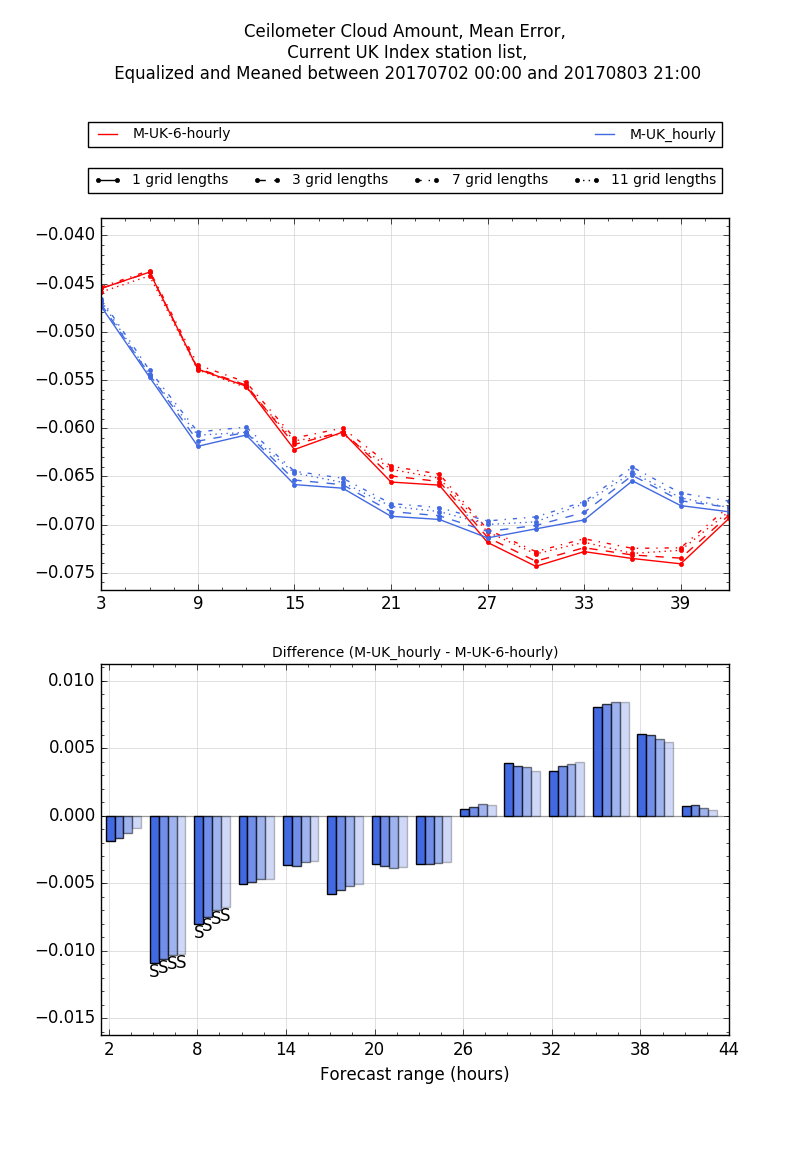 Ceilometer Cloud Amount, Mean Error,
Current UK Index station list,
Equalized and Meaned between 20170702 00:00 and 20170803 21:00
M-UK-6-hourly M-UK_hourly
1 grid lengths 3 grid lengths 7 grid lengths 11 grid lengths
−0.040
−0.045
−0.050
−0.055
−0.060
−0.065
−0.070
−0.075
3 9 15 21 27 33 39
Difference (M-UK_hourly - M-UK-6-hourly)
0.010
0.005
0.000
−0.005
−0.010
−0.015
S S S S
S S S S
2 8 14 20 26 32 38 44
Forecast range (hours)